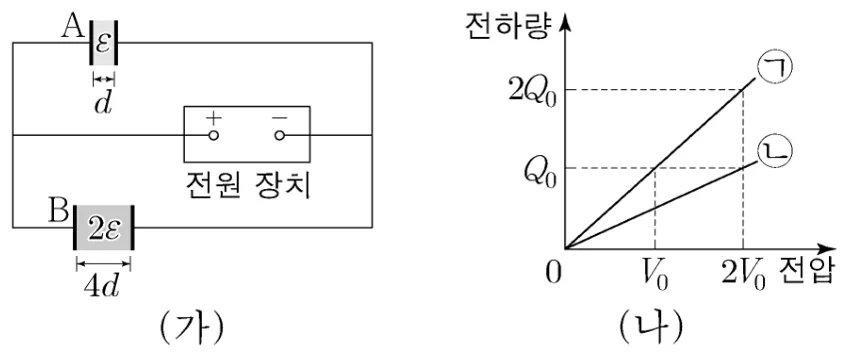 A ε
d
+ −
전원 장치
B 2ε
4d
(가)
전하량
2Q₀
Q₀
㉠
㉡
0 V₀ 2V₀ 전압
(나)